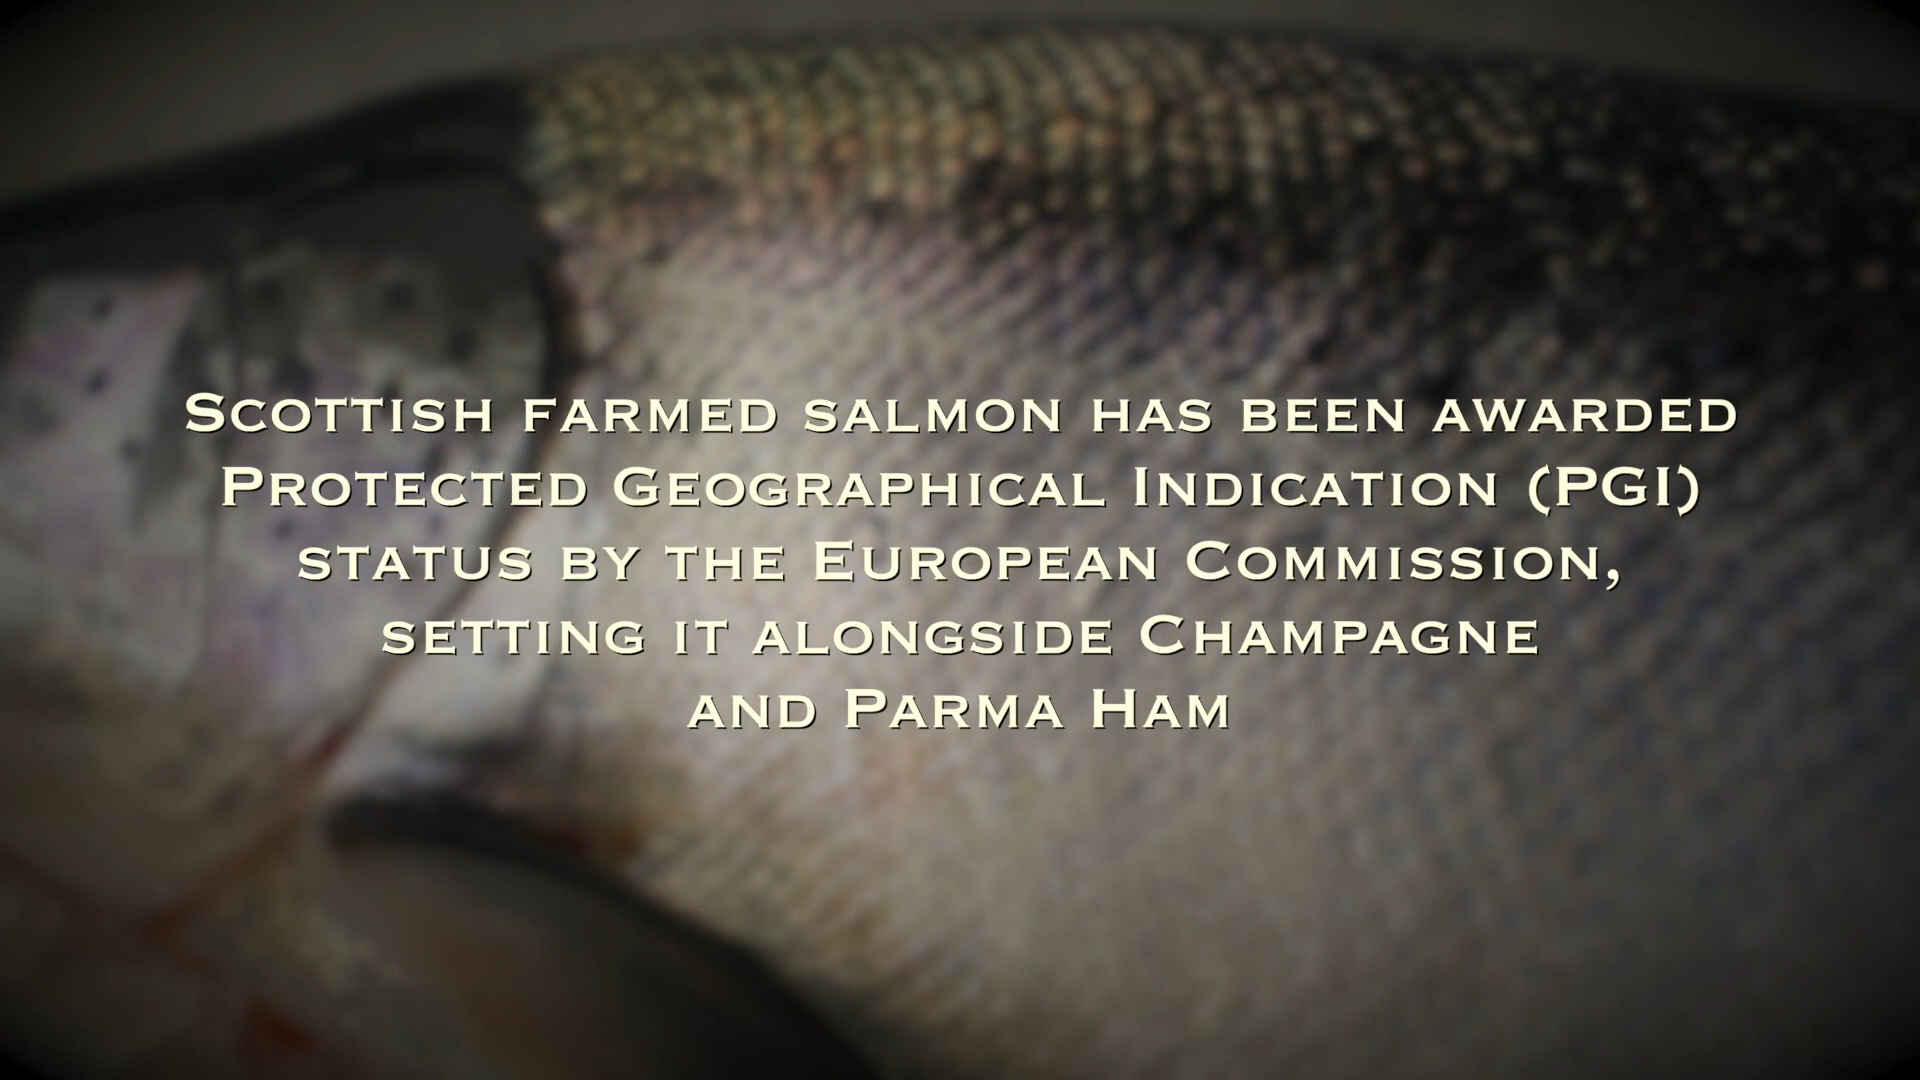 Scottish farmed salmon has been awarded
Protected Geographical Indication (PGI)
status by the European Commission,
setting it alongside Champagne
and Parma Ham